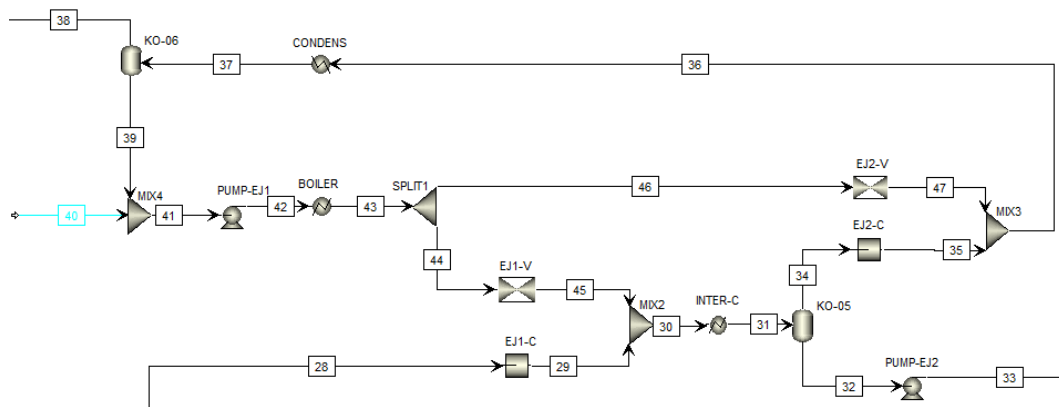 38
KO-06
CONDENS
37
36
39
EJ2-V
PUMP-EJ1
BOILER
SPLIT1
46
47
MIX4
42
43
MIX3
40
41
EJ2-C
44
EJ1-V
34
35
45
MIX2
INTER-C
KO-05
30
31
EJ1-C
28
29
PUMP-EJ2
32
33